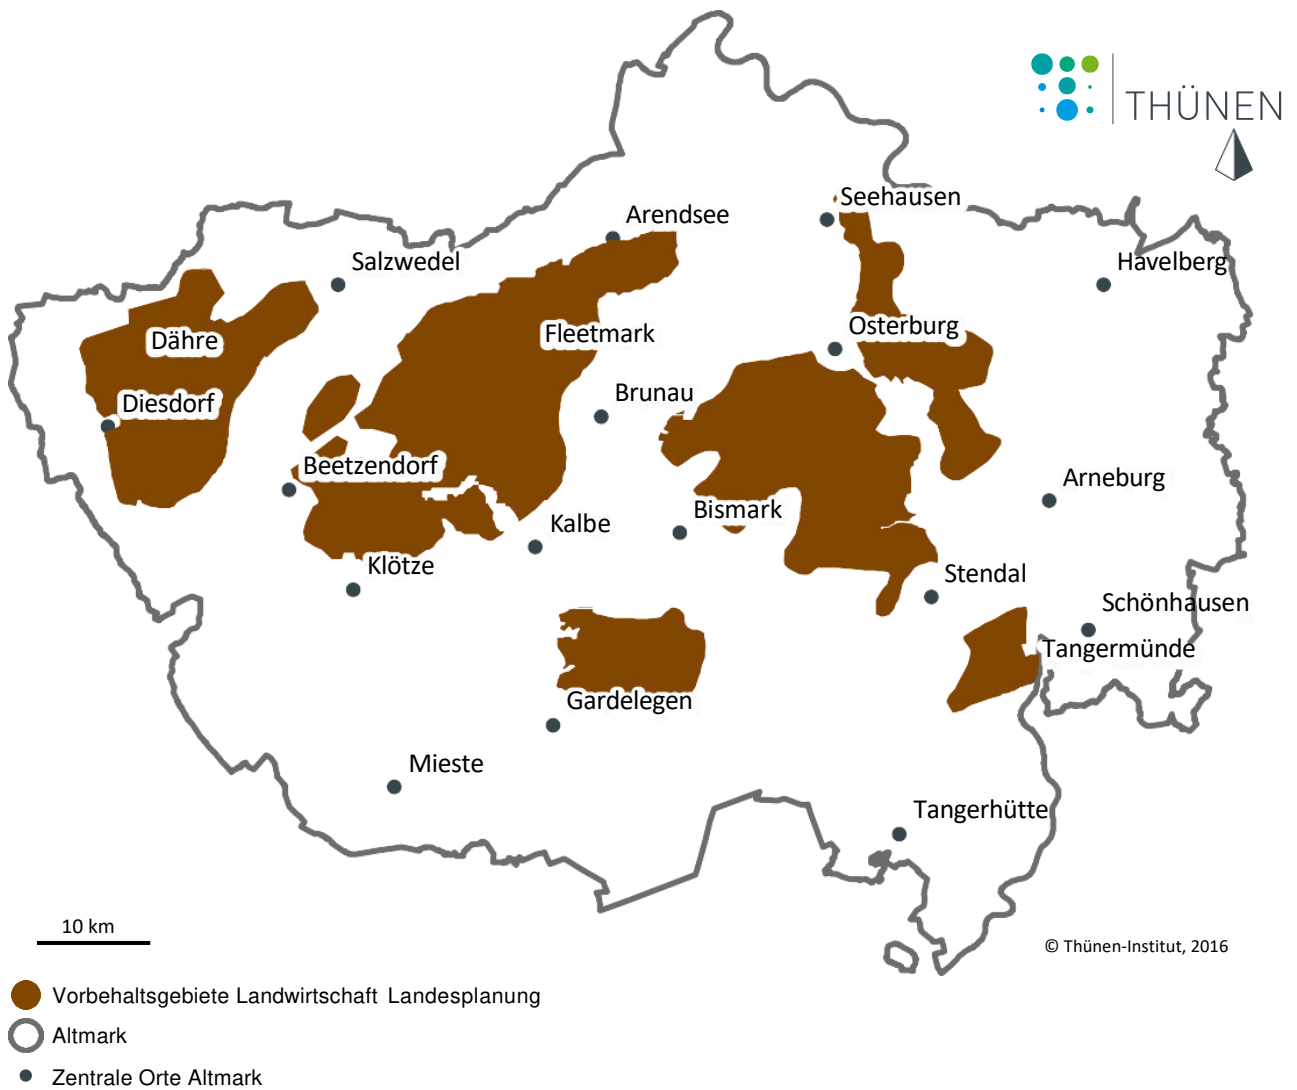 THÜNEN
Seehausen
Arendsee
Salzwedel
Havelberg
Dähre
Fleetmark
Osterburg
Diesdorf
Brunau
Beetzendorf
Arneburg
Bismark
Kalbe
Klötze
Stendal
Schönhausen
Tangermünde
Gardelegen
Mieste
Tangerhütte
10 km
© Thünen-Institut, 2016
Vorbehaltsgebiete Landwirtschaft Landesplanung
Altmark
Zentrale Orte Altmark